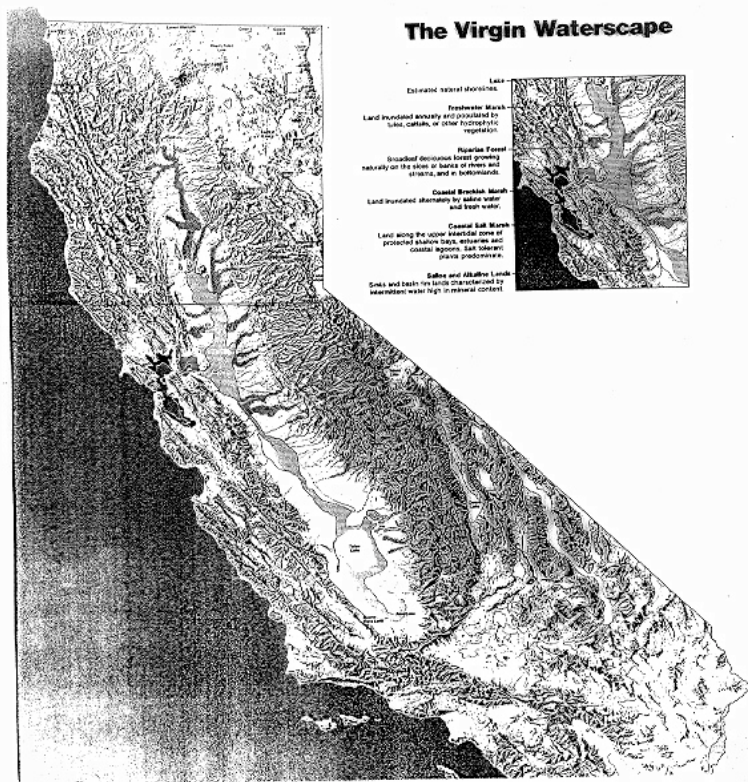 The Virgin Waterscape
Lake
Estimated natural shorelines.
Freshwater Marsh
Land inundated annually and populated by
tules, cattails, or other hydrophytic
vegetation.
Riparian Forest
Broadleaf deciduous forest growing
naturally on the sides or banks of rivers and
streams, and in bottomlands.
Coastal Brackish Marsh
Land inundated alternately by saline water
and fresh water.
Coastal Salt Marsh
Land along the upper intertidal zone of
protected shallow bays, estuaries and
coastal lagoons. Salt tolerant
plants predominate.
Saline and Alkaline Lands
Sinks and basin rim lands characterized by
intermittent water high in mineral content